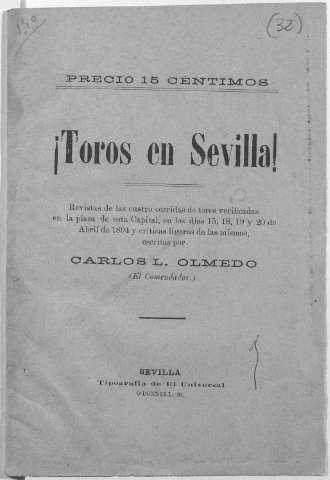 (32)
PRECIO 15 CÉNTIMOS
¡Toros en Sevilla!
Revistas de las cuatro corridas de toros verificadas
en la plaza de esta Capital, en los días 15, 18, 19 y 20 de
Abril de 1894 y críticas ligeras de las mismas,
escritas por
CARLOS L. OLMEDO
(El Comendador.)
SEVILLA
Tipografía de El Universal
O'DONNELL,